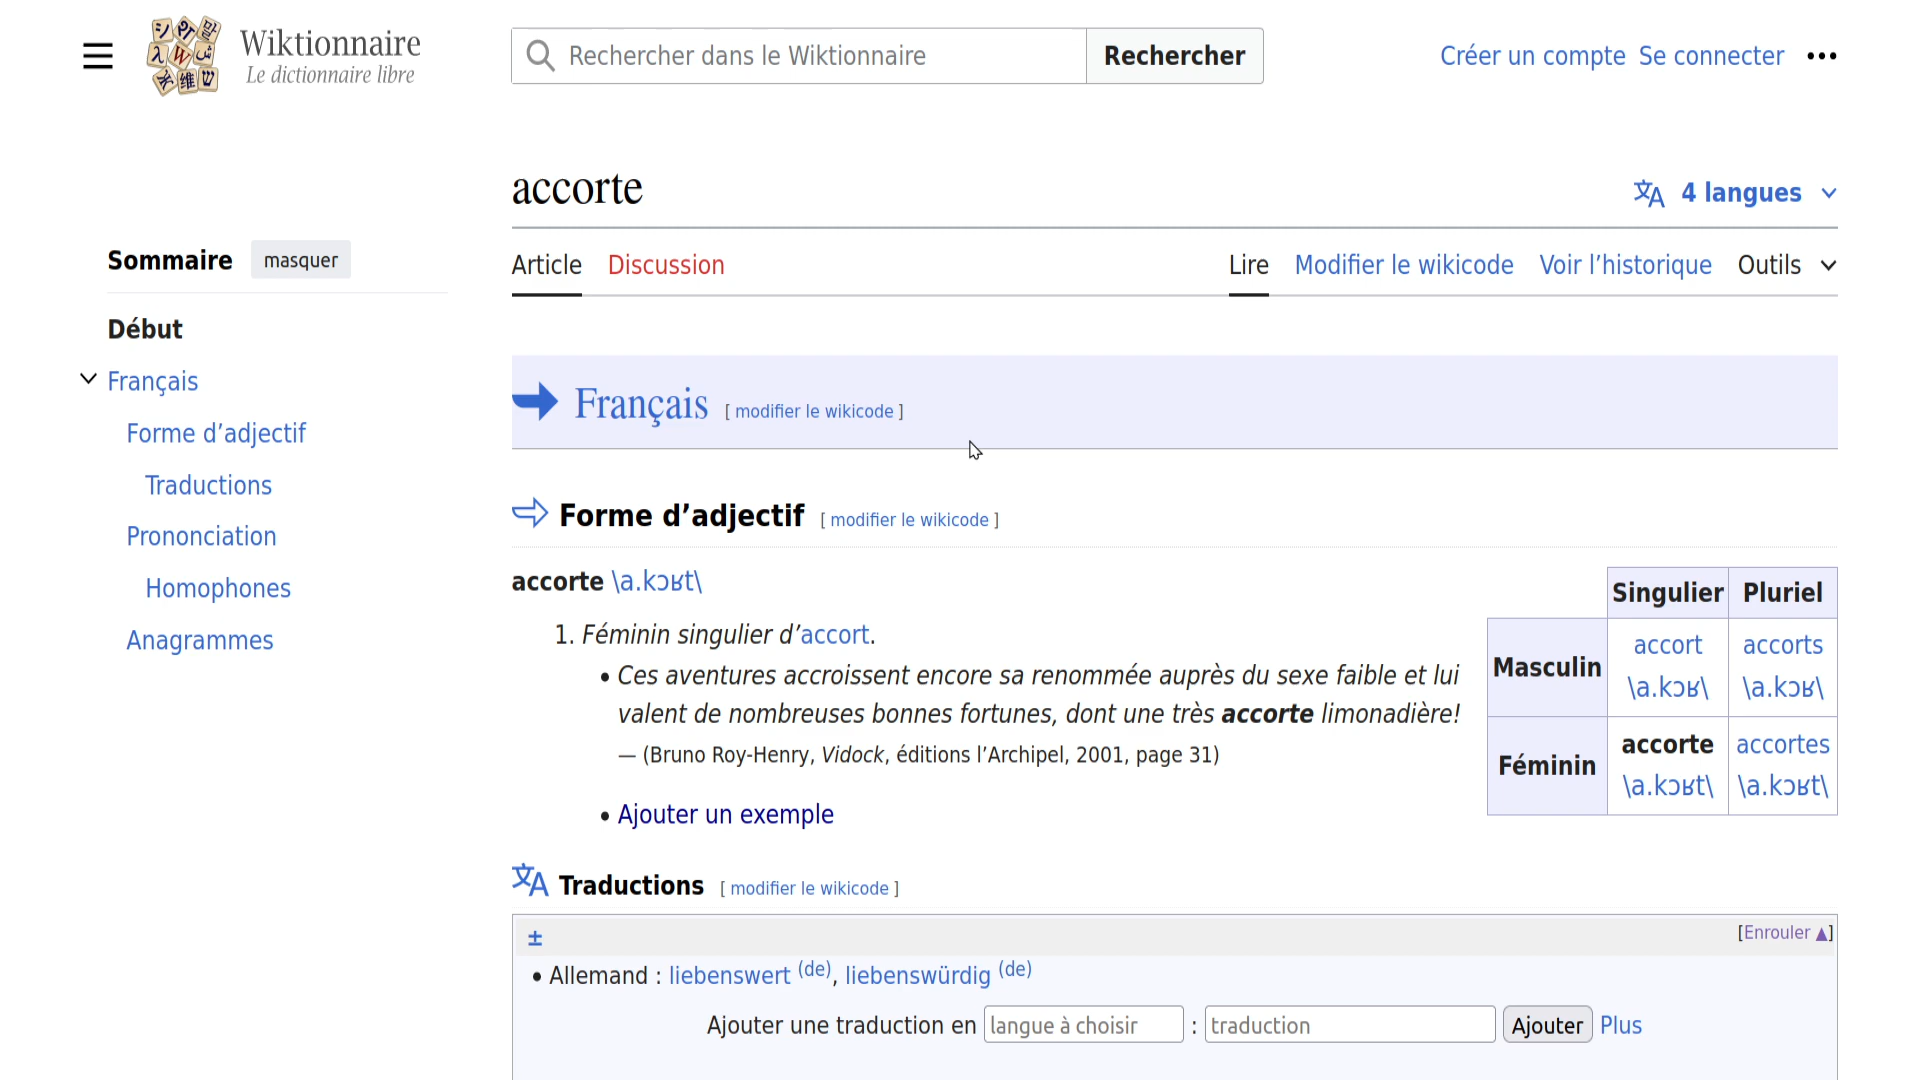 Wiktionnaire
Le dictionnaire libre
Rechercher dans le Wiktionnaire
Rechercher
Créer un compte Se connecter
accorte
4 langues
Sommaire masquer
Article Discussion
Lire Modifier le wikicode Voir l’historique Outils
Début
Français
Forme d’adjectif
Traductions
Prononciation
Homophones
Anagrammes
Français [ modifier le wikicode ]
Forme d’adjectif [ modifier le wikicode ]
accorte \a.kɔʁt\
1. Féminin singulier d’accort.
• Ces aventures accroissent encore sa renommée auprès du sexe faible et lui
valent de nombreuses bonnes fortunes, dont une très accorte limonadière!
— (Bruno Roy-Henry, Vidock, éditions l’Archipel, 2001, page 31)
• Ajouter un exemple
Singulier Pluriel
Masculin
accort accorts
\a.kɔʁ\ \a.kɔʁ\
Féminin
accorte accortes
\a.kɔʁt\ \a.kɔʁt\
Traductions [ modifier le wikicode ]
± [Enrouler ▲]
• Allemand : liebenswert (de), liebenswürdig (de)
Ajouter une traduction en langue à choisir : traduction Ajouter Plus